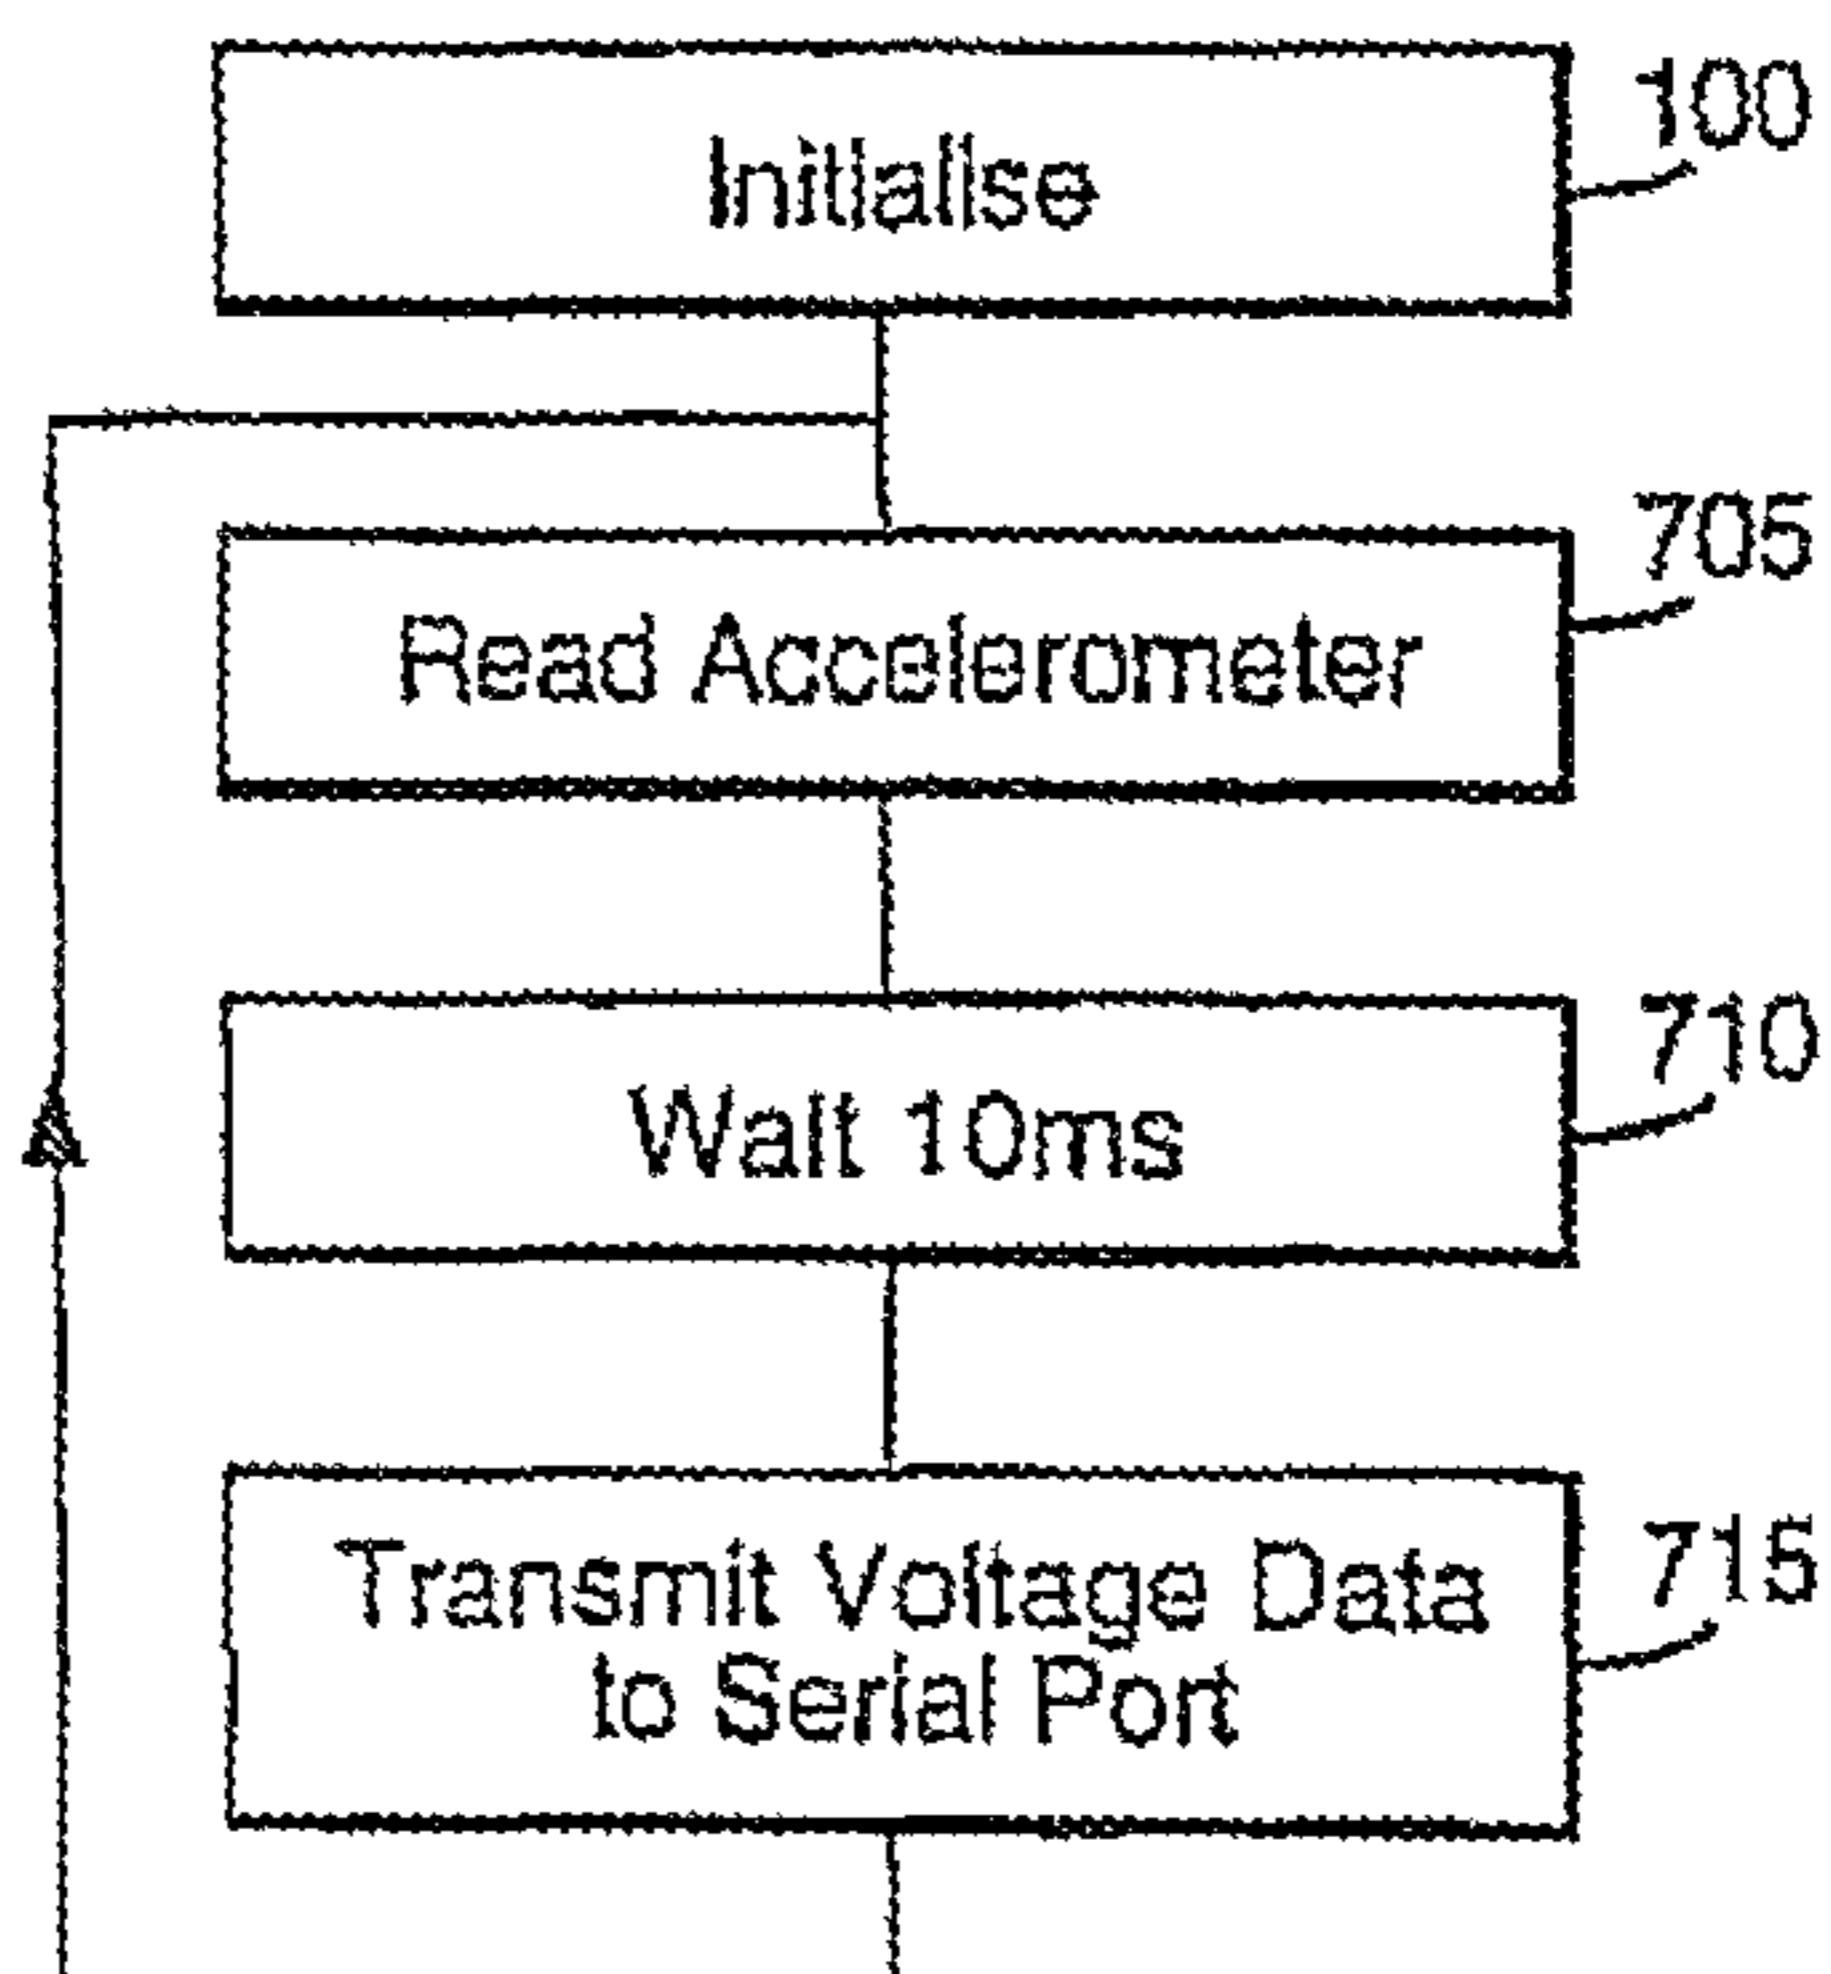 Initialise
100
Read Accelerometer
705
Wait 10ms
710
Transmit Voltage Data
to Serial Port
715